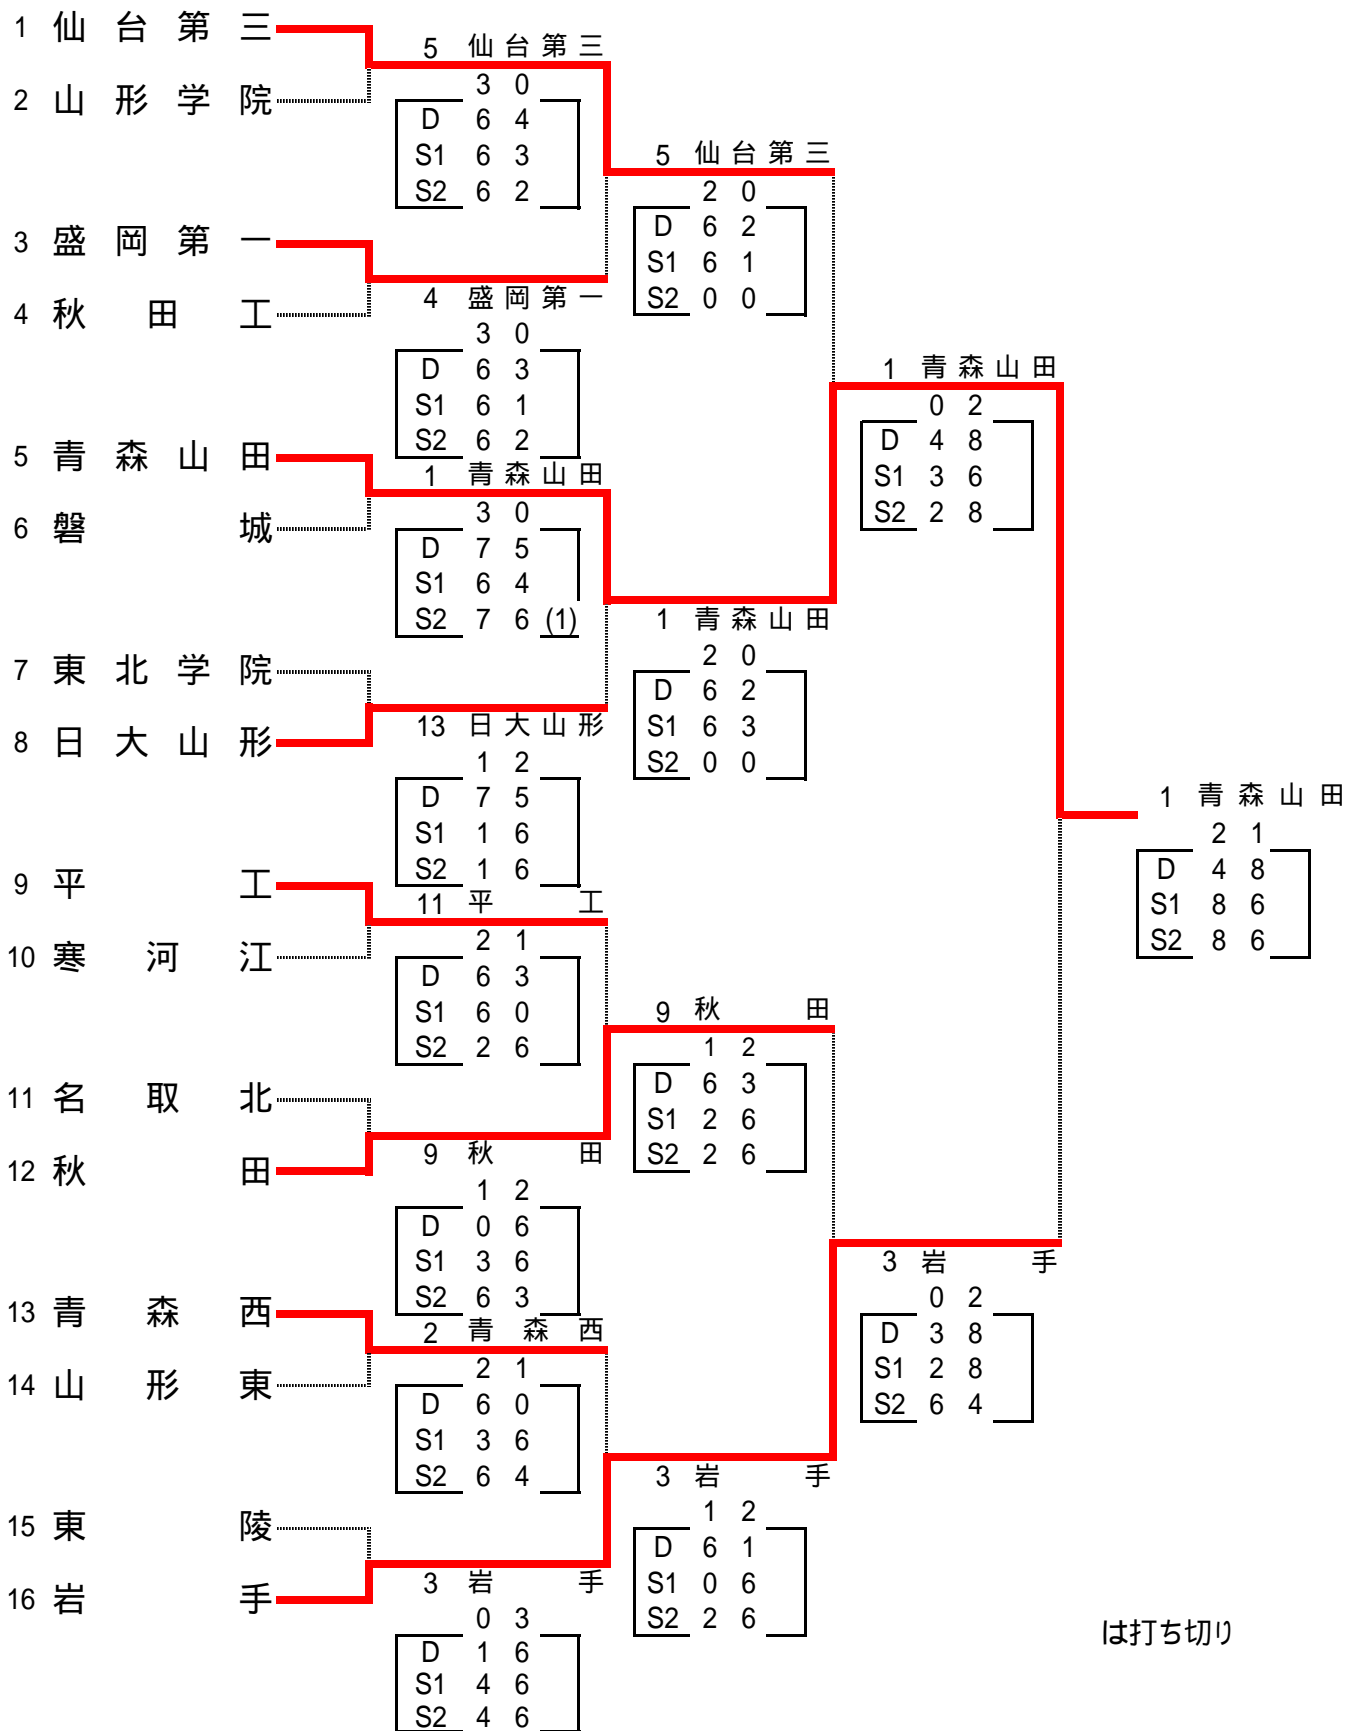 1 仙台第三
2 山形学院
3 盛岡第一
4 秋田工
5 青森山田
6 磐城
7 東北学院
8 日大山形
9 平工
10 寒河江
11 名取北
12 秋田
13 青森西
14 山形東
15 東陵
16 岩手
5 仙台第三
3 0
D 6 4
S1 6 3
S2 6 2
4 盛岡第一
3 0
D 6 3
S1 6 1
S2 6 2
1 青森山田
3 0
D 7 5
S1 6 4
S2 7 6 (1)
13 日大山形
1 2
D 7 5
S1 1 6
S2 1 6
11 平工
2 1
D 6 3
S1 6 0
S2 2 6
9 秋田
1 2
D 0 6
S1 3 6
S2 6 3
2 青森西
2 1
D 6 0
S1 3 6
S2 6 4
3 岩手
0 3
D 1 6
S1 4 6
S2 4 6
5 仙台第三
2 0
D 6 2
S1 6 1
S2 0 0
1 青森山田
2 0
D 6 2
S1 6 3
S2 0 0
9 秋田
1 2
D 6 3
S1 2 6
S2 2 6
3 岩手
1 2
D 6 1
S1 0 6
S2 2 6
1 青森山田
0 2
D 4 8
S1 3 6
S2 2 8
3 岩手
0 2
D 3 8
S1 2 8
S2 6 4
1 青森山田
2 1
D 4 8
S1 8 6
S2 8 6
は打ち切り